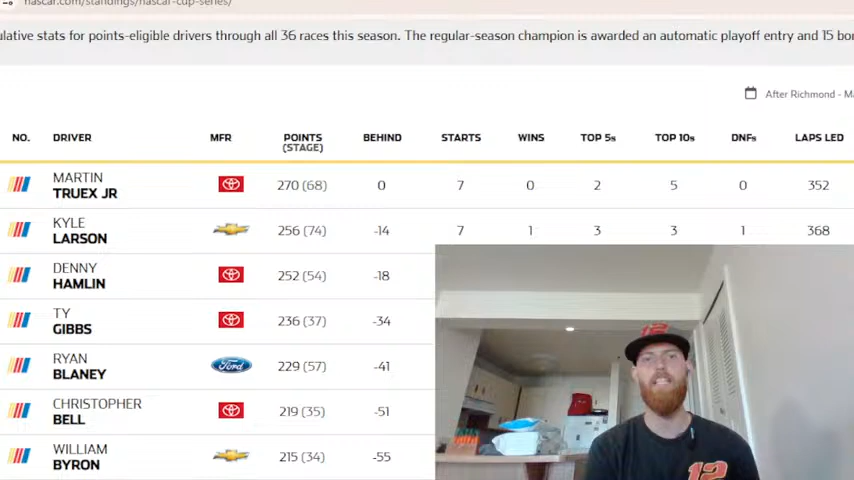 nascar.com/standings/nascar-cup-series/
ulative stats for points-eligible drivers through all 36 races this season. The regular-season champion is awarded an automatic playoff entry and 15 bo
After Richmond - Ma
NO. DRIVER MFR POINTS (STAGE) BEHIND STARTS WINS TOP 5s TOP 10s DNFs LAPS LED
MARTIN TRUEX JR 270 (68) 0 7 0 2 5 0 352
KYLE LARSON 256 (74) -14 7 1 3 3 1 368
DENNY HAMLIN 252 (54) -18
TY GIBBS 236 (37) -34
RYAN BLANEY Ford 229 (57) -41
CHRISTOPHER BELL 219 (35) -51
WILLIAM BYRON 215 (34) -55
12
12